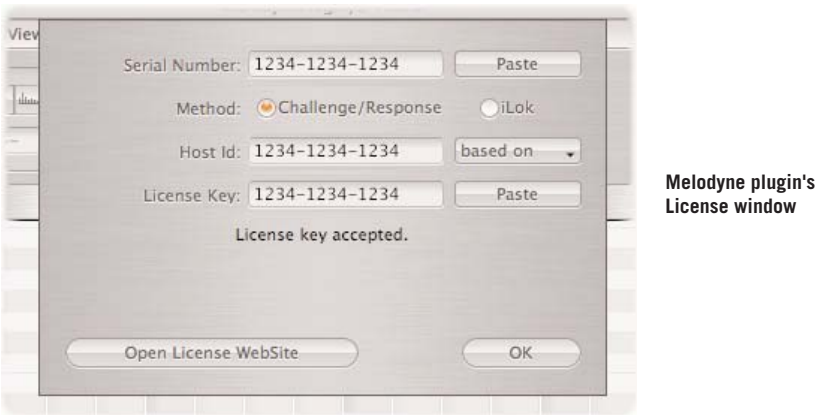 View
Serial Number: 1234-1234-1234 Paste
Method: Challenge/Response iLok
Host Id: 1234-1234-1234 based on
License Key: 1234-1234-1234 Paste
License key accepted.
Open License WebSite OK
Melodyne plugin's
License window